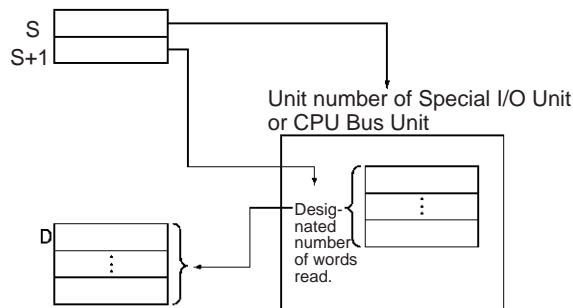 S
S+1
Unit number of Special I/O Unit
or CPU Bus Unit
Desig-
nated
number
of words
read.
D